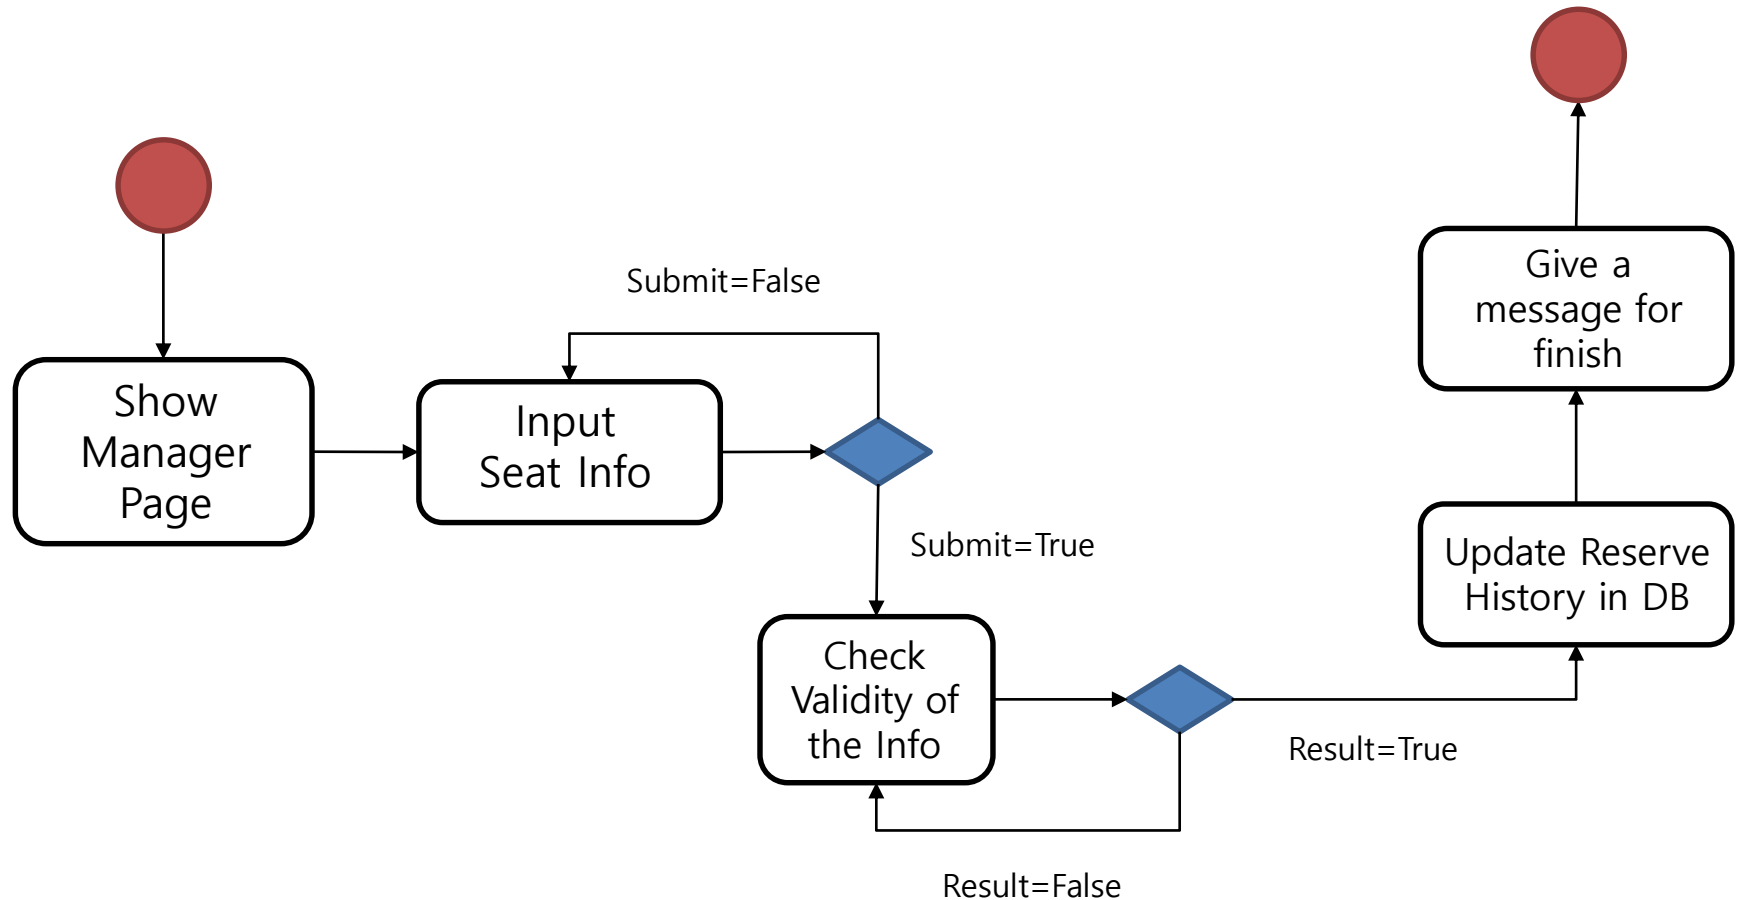 Show
Manager
Page
Submit=False
Input
Seat Info
Submit=True
Check
Validity of
the Info
Result=False
Result=True
Update Reserve
History in DB
Give a
message for
finish